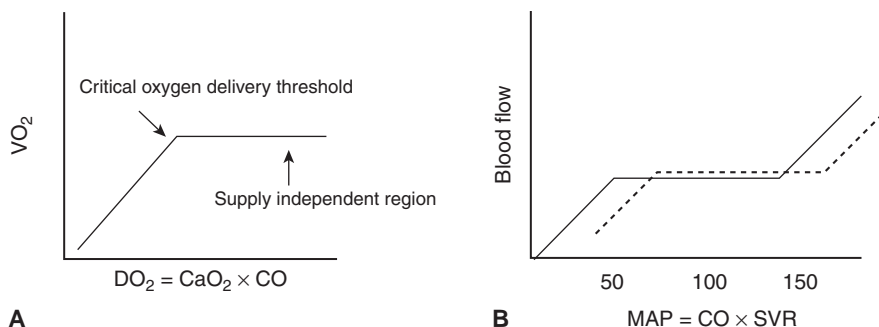 Critical oxygen delivery threshold
VO₂
Supply independent region
DO₂ = CaO₂ × CO
A
Blood flow
50 100 150
MAP = CO × SVR
B